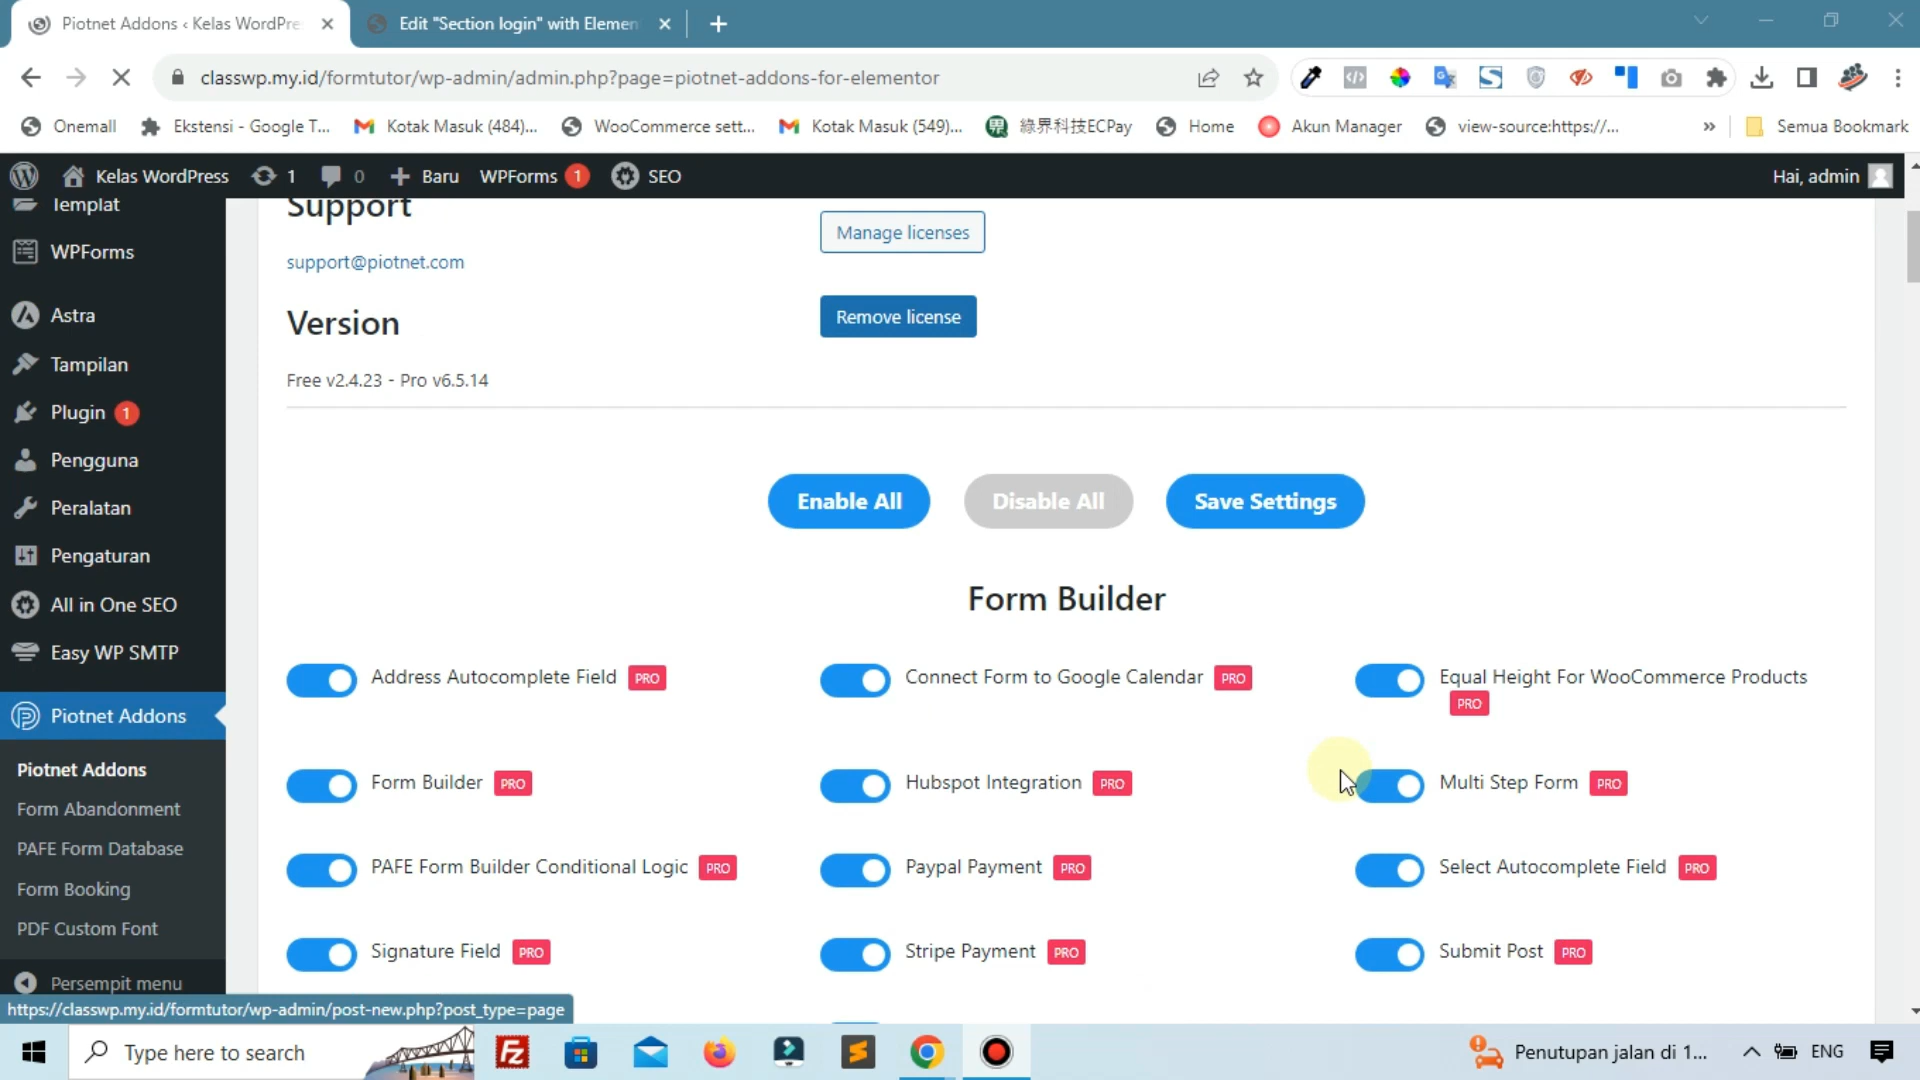 Piotnet Addons ‹ Kelas WordPre
Edit "Section login" with Elemen
classwp.my.id/formtutor/wp-admin/admin.php?page=piotnet-addons-for-elementor
Onemall
Ekstensi - Google T...
Kotak Masuk (484)...
WooCommerce sett...
Kotak Masuk (549)...
綠界科技ECPay
Home
Akun Manager
view-source:https://...
»
Semua Bookmark
Kelas WordPress
1
0
Baru
WPForms 1
SEO
Hai, admin
Templat
WPForms
Astra
Tampilan
Plugin 1
Pengguna
Peralatan
Pengaturan
All in One SEO
Easy WP SMTP
Piotnet Addons
Piotnet Addons
Form Abandonment
PAFE Form Database
Form Booking
PDF Custom Font
Persempit menu
Support
support@piotnet.com
Manage licenses
Version
Remove license
Free v2.4.23 - Pro v6.5.14
Enable All
Disable All
Save Settings
Form Builder
Address Autocomplete Field PRO
Connect Form to Google Calendar PRO
Equal Height For WooCommerce Products
PRO
Form Builder PRO
Hubspot Integration PRO
Multi Step Form PRO
PAFE Form Builder Conditional Logic PRO
Paypal Payment PRO
Select Autocomplete Field PRO
Signature Field PRO
Stripe Payment PRO
Submit Post PRO
https://classwp.my.id/formtutor/wp-admin/post-new.php?post_type=page
Type here to search
Penutupan jalan di 1...
ENG